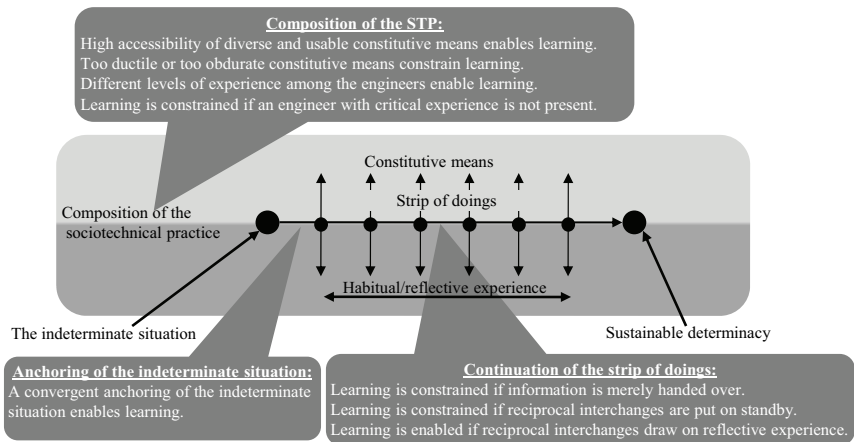 Composition of the STP:
High accessibility of diverse and usable constitutive means enables learning.
Too ductile or too obdurate constitutive means constrain learning.
Different levels of experience among the engineers enable learning.
Learning is constrained if an engineer with critical experience is not present.
Constitutive means
Strip of doings
Composition of the
sociotechnical practice
Habitual/reflective experience
The indeterminate situation
Sustainable determinacy
Anchoring of the indeterminate situation:
A convergent anchoring of the indeterminate
situation enables learning.
Continuation of the strip of doings:
Learning is constrained if information is merely handed over.
Learning is constrained if reciprocal interchanges are put on standby.
Learning is enabled if reciprocal interchanges draw on reflective experience.